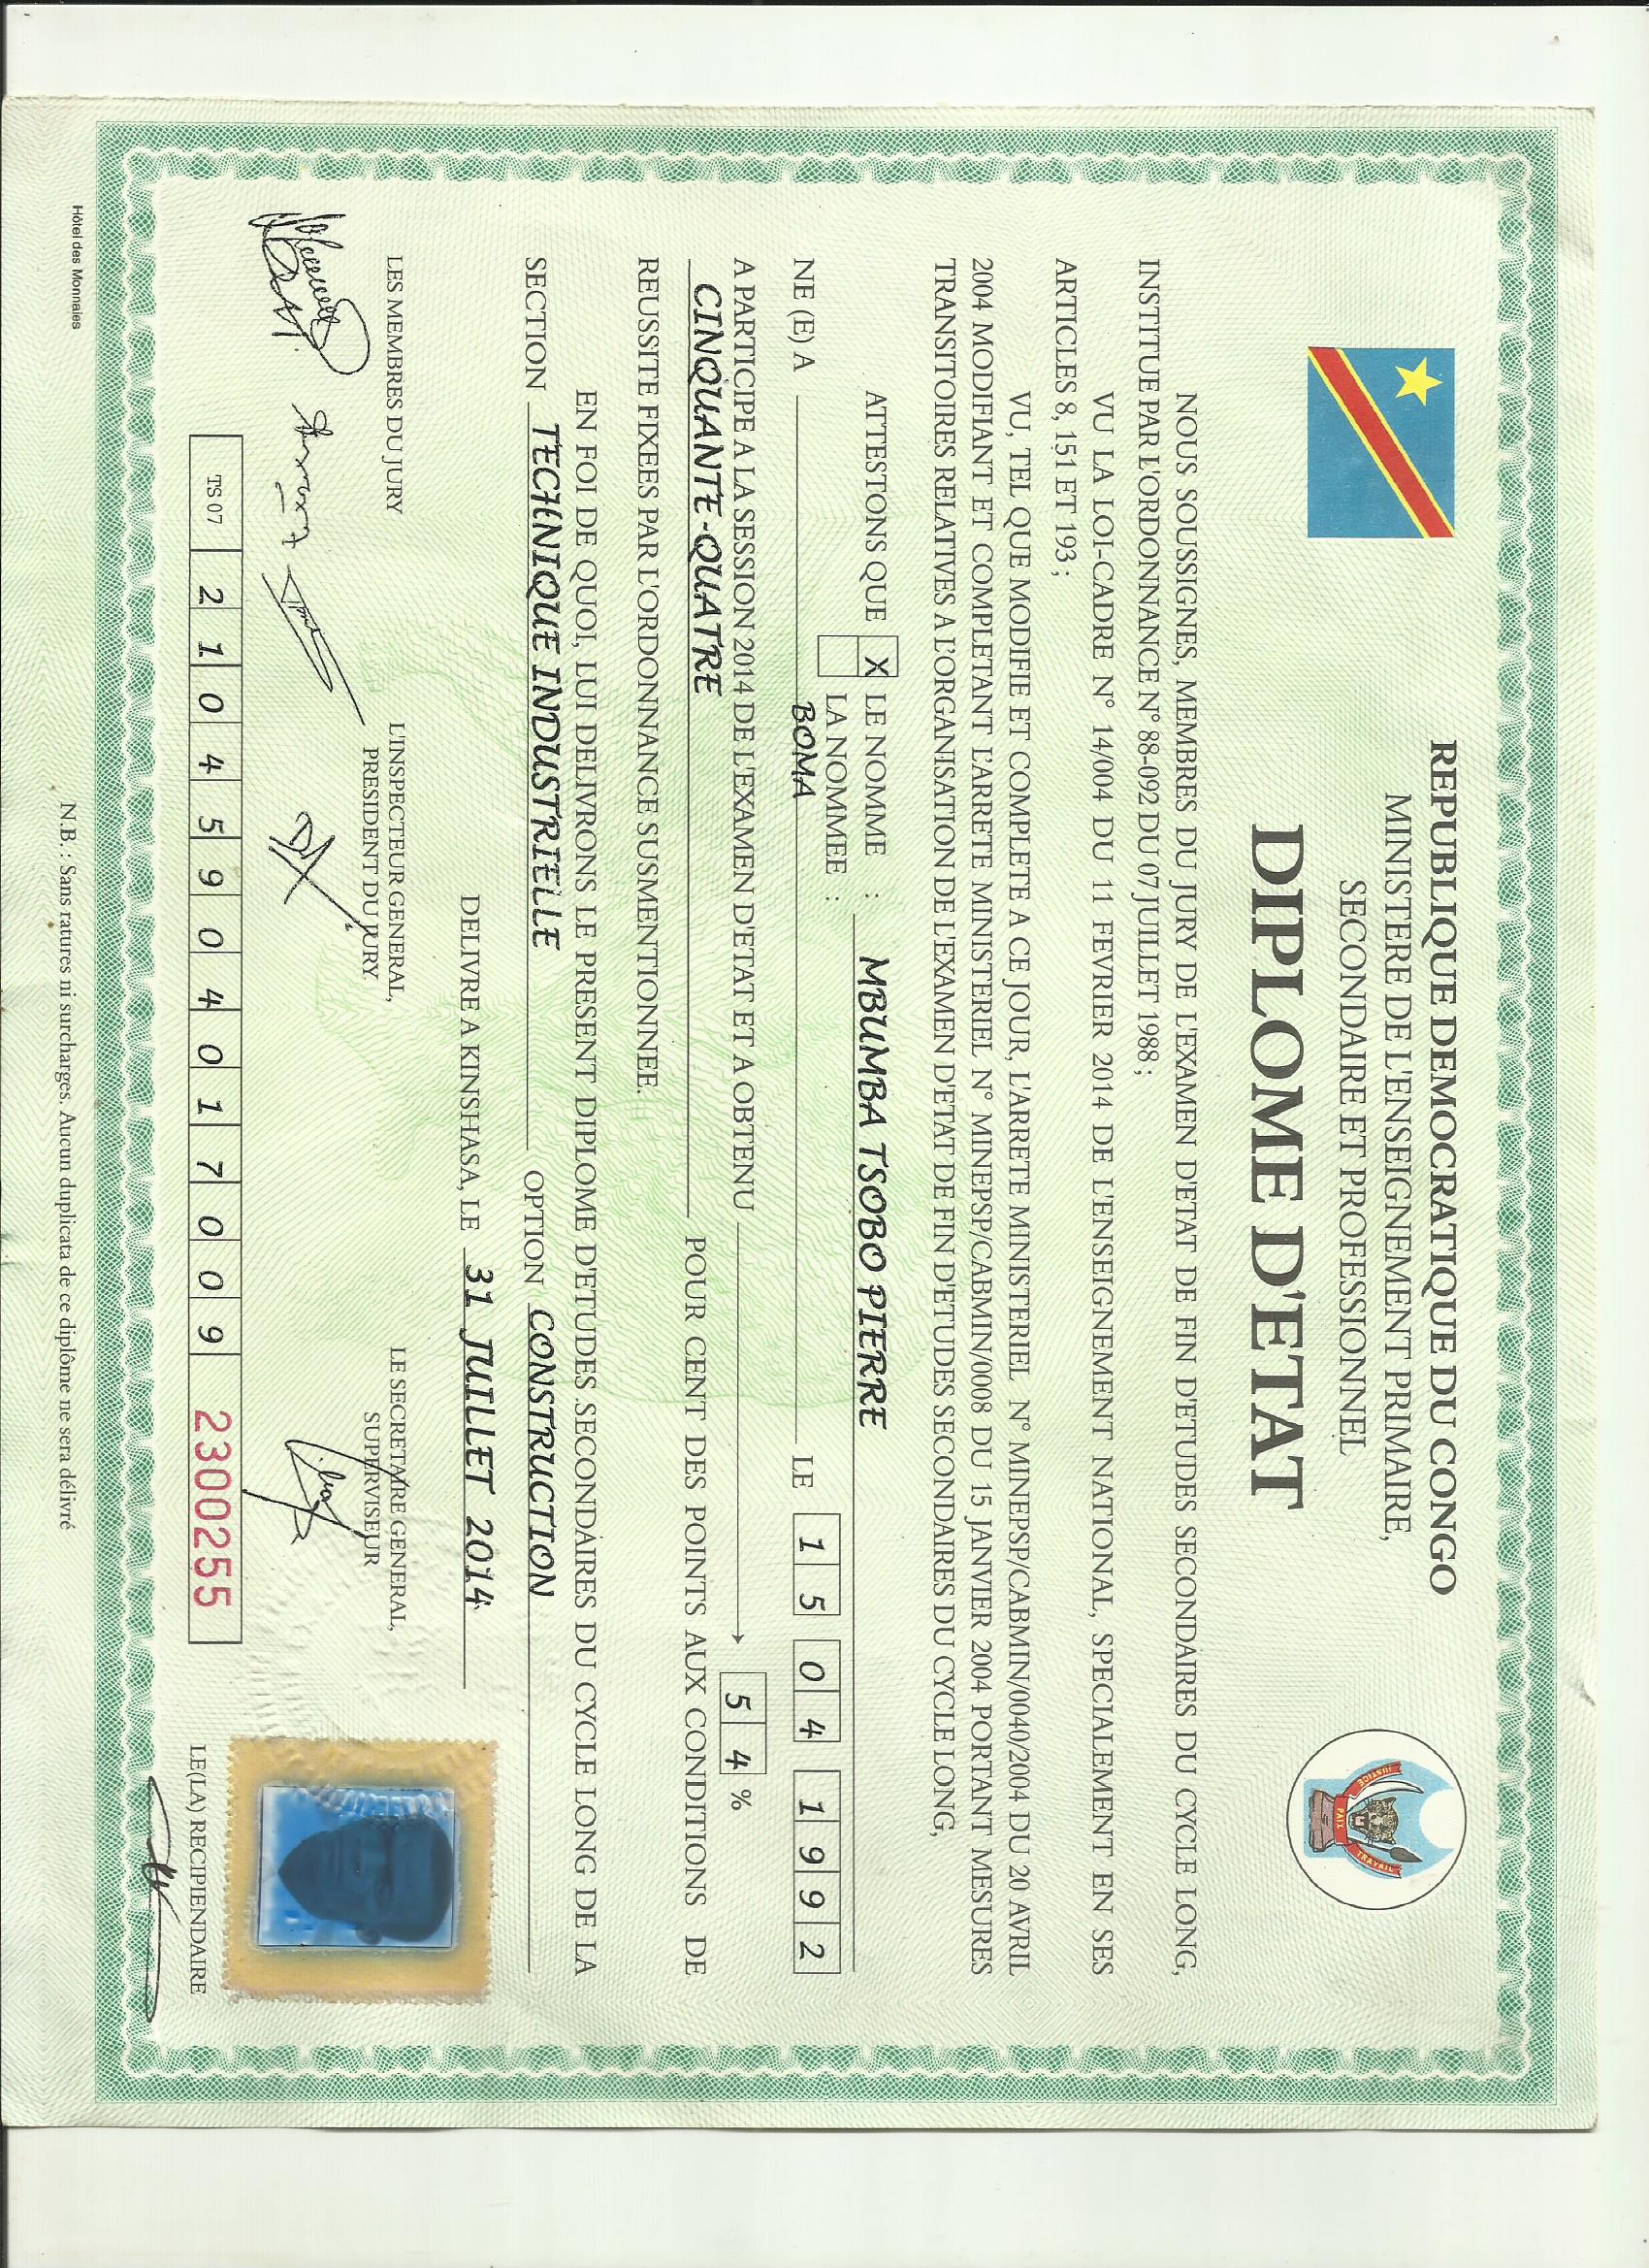 REPUBLIQUE DEMOCRATIQUE DU CONGO
MINISTERE DE L'ENSEIGNEMENT PRIMAIRE,
SECONDAIRE ET PROFESSIONNEL
JUSTICE PAIX TRAVAIL
DIPLOME D'ETAT
NOUS SOUSSIGNES, MEMBRES DU JURY DE L'EXAMEN D'ETAT DE FIN D'ETUDES SECONDAIRES DU CYCLE LONG,
INSTITUE PAR L'ORDONNANCE N° 88-092 DU 07 JUILLET 1988 ;
VU LA LOI-CADRE N° 14/004 DU 11 FEVRIER 2014 DE L'ENSEIGNEMENT NATIONAL, SPECIALEMENT EN SES
ARTICLES 8, 151 ET 193 ;
VU, TEL QUE MODIFIE ET COMPLETE A CE JOUR, L'ARRETE MINISTERIEL N° MINEPSP/CABMIN/0040/2004 DU 20 AVRIL
2004 MODIFIANT ET COMPLETANT L'ARRETE MINISTERIEL N° MINEPSP/CABMIN/0008 DU 15 JANVIER 2004 PORTANT MESURES
TRANSITOIRES RELATIVES A L'ORGANISATION DE L'EXAMEN D'ETAT DE FIN D'ETUDES SECONDAIRES DU CYCLE LONG,
ATTESTONS QUE X LE NOMME : MBUMBA TSOBO PIERRE
LA NOMMEE :
NE (E) A BOMA LE 15 04 1992
A PARTICIPE A LA SESSION 2014 DE L'EXAMEN D'ETAT ET A OBTENU 54 %
CINQUANTE-QUATRE POUR CENT DES POINTS AUX CONDITIONS DE
REUSSITE FIXEES PAR L'ORDONNANCE SUSMENTIONNEE.
EN FOI DE QUOI, LUI DELIVRONS LE PRESENT DIPLOME D'ETUDES SECONDAIRES DU CYCLE LONG DE LA
SECTION TECHNIQUE INDUSTRIELLE OPTION CONSTRUCTION
DELIVRE A KINSHASA, LE 31 JUILLET 2014
LES MEMBRES DU JURY L'INSPECTEUR GENERAL, LE SECRETAIRE GENERAL,
PRESIDENT DU JURY. SUPERVISEUR
TS 07 2 1 0 4 5 9 0 4 0 1 7 0 0 9 2300255
LE(LA) RECIPIENDAIRE
Hôtel des Monnaies
N.B. : Sans ratures ni surcharges. Aucun duplicata de ce diplôme ne sera délivré